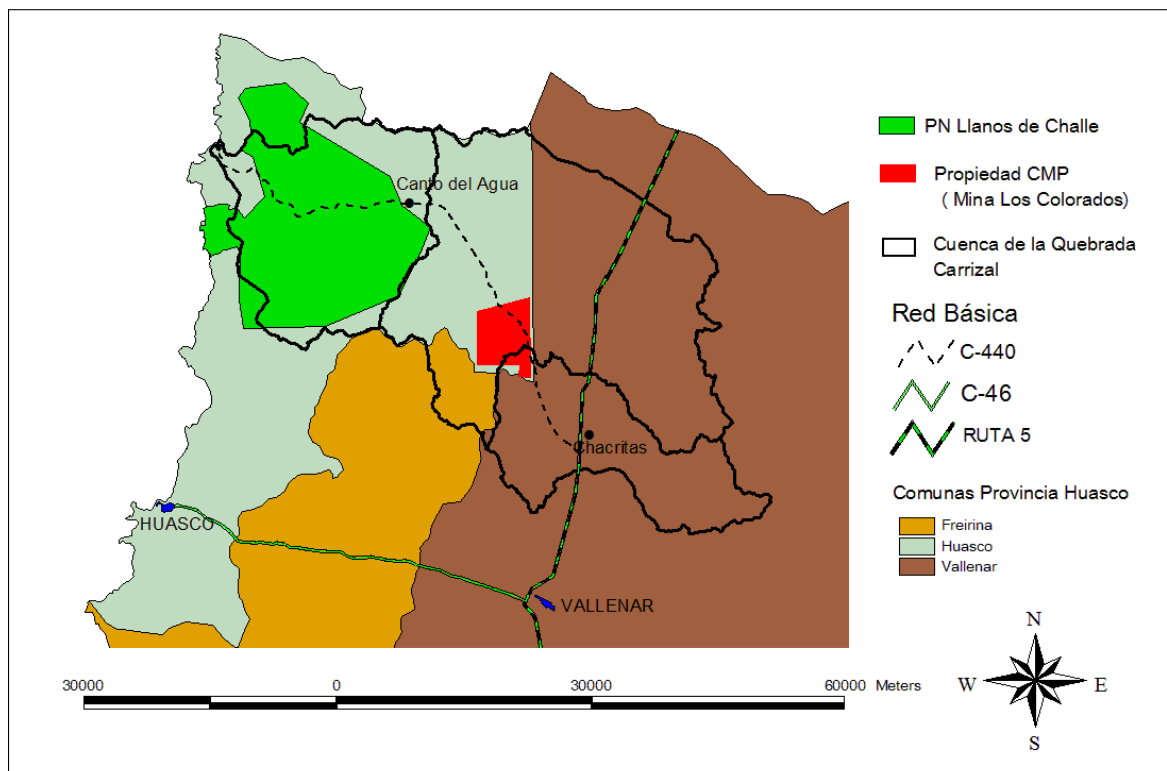 Canto del Agua
Chacritas
HUASCO
VALLENAR
PN Llanos de Challe
Propiedad CMP
( Mina Los Colorados)
Cuenca de la Quebrada
Carrizal
Red Básica
C-440
C-46
RUTA 5
Comunas Provincia Huasco
Freirina
Huasco
Vallenar
30000 0 30000 60000 Meters
N
W E
S